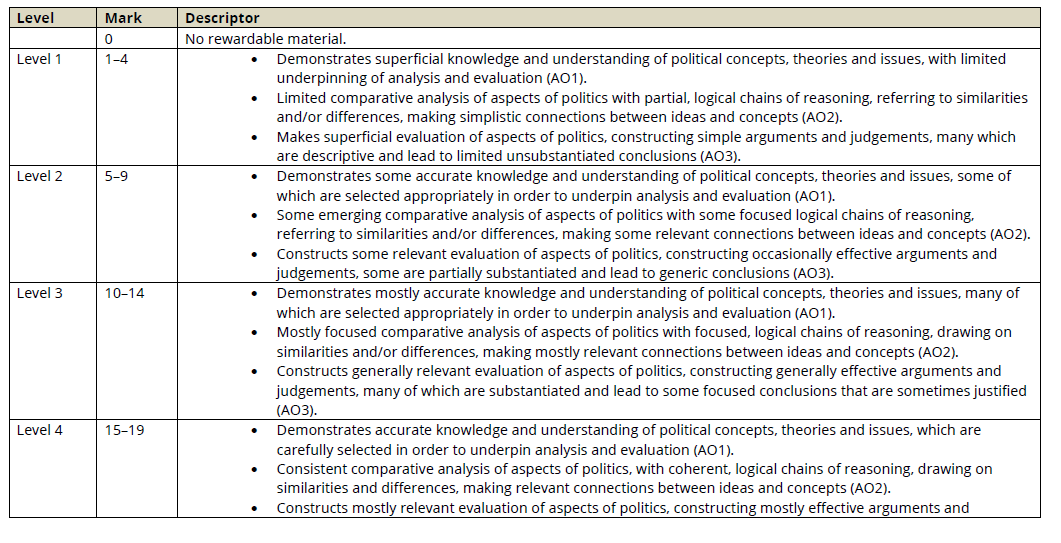 Level Mark Descriptor
0 No rewardable material.
Level 1 1–4 • Demonstrates superficial knowledge and understanding of political concepts, theories and issues, with limited
underpinning of analysis and evaluation (AO1).
• Limited comparative analysis of aspects of politics with partial, logical chains of reasoning, referring to similarities
and/or differences, making simplistic connections between ideas and concepts (AO2).
• Makes superficial evaluation of aspects of politics, constructing simple arguments and judgements, many which
are descriptive and lead to limited unsubstantiated conclusions (AO3).
Level 2 5–9 • Demonstrates some accurate knowledge and understanding of political concepts, theories and issues, some of
which are selected appropriately in order to underpin analysis and evaluation (AO1).
• Some emerging comparative analysis of aspects of politics with some focused logical chains of reasoning,
referring to similarities and/or differences, making some relevant connections between ideas and concepts (AO2).
• Constructs some relevant evaluation of aspects of politics, constructing occasionally effective arguments and
judgements, some are partially substantiated and lead to generic conclusions (AO3).
Level 3 10–14 • Demonstrates mostly accurate knowledge and understanding of political concepts, theories and issues, many of
which are selected appropriately in order to underpin analysis and evaluation (AO1).
• Mostly focused comparative analysis of aspects of politics with focused, logical chains of reasoning, drawing on
similarities and/or differences, making mostly relevant connections between ideas and concepts (AO2).
• Constructs generally relevant evaluation of aspects of politics, constructing generally effective arguments and
judgements, many of which are substantiated and lead to some focused conclusions that are sometimes justified
(AO3).
Level 4 15–19 • Demonstrates accurate knowledge and understanding of political concepts, theories and issues, which are
carefully selected in order to underpin analysis and evaluation (AO1).
• Consistent comparative analysis of aspects of politics, with coherent, logical chains of reasoning, drawing on
similarities and differences, making relevant connections between ideas and concepts (AO2).
• Constructs mostly relevant evaluation of aspects of politics, constructing mostly effective arguments and